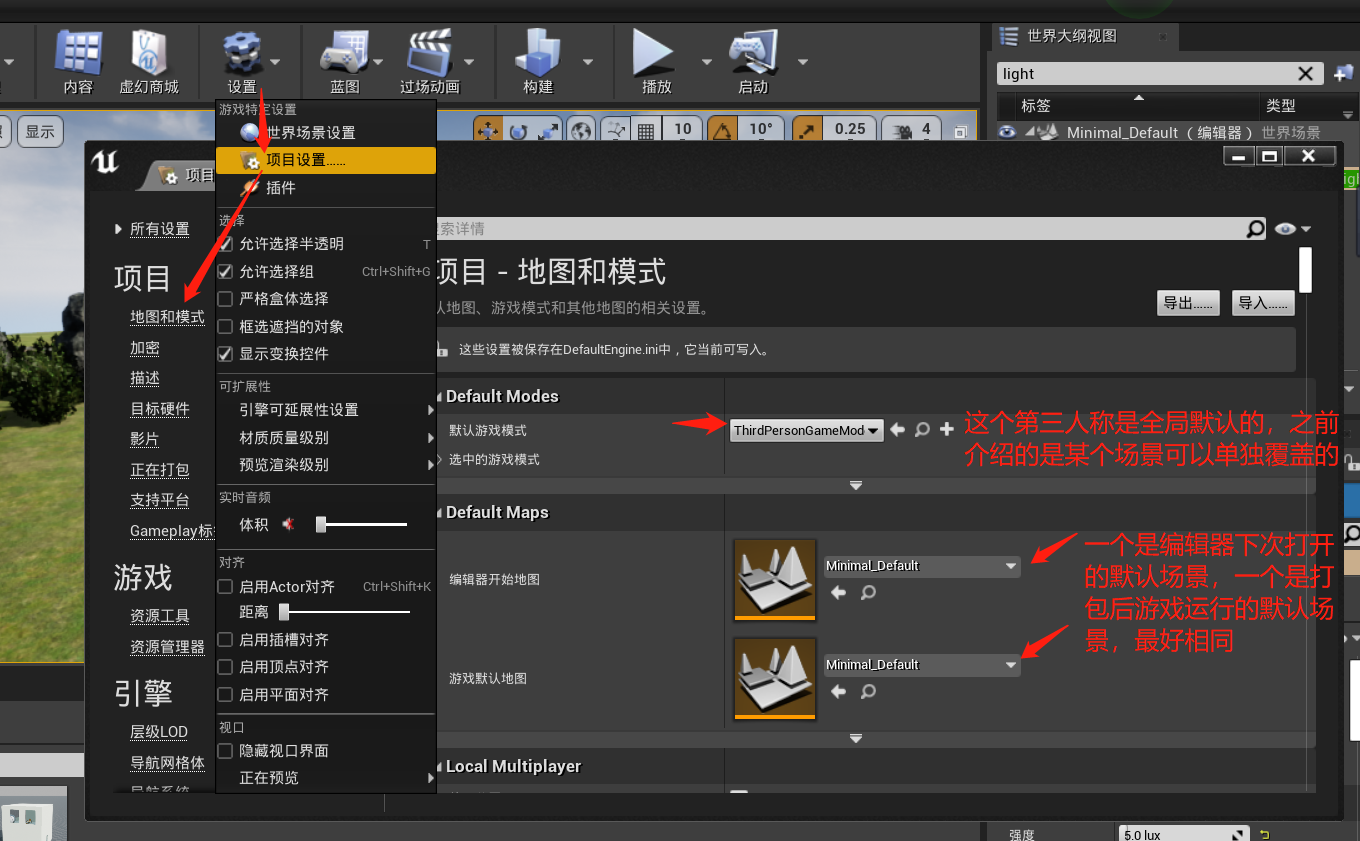 内容
虚幻商城
设置
蓝图
过场动画
构建
播放
启动
世界大纲视图
light
标签
类型
Minimal_Default（编辑器）
世界场景
显示
10
10°
0.25
4
游戏特定设置
世界场景设置
项目设置……
插件
选择
允许选择半透明 T
允许选择组 Ctrl+Shift+G
严格盒体选择
框选遮挡的对象
显示变换控件
可扩展性
引擎可延展性设置
材质质量级别
预览渲染级别
实时音频
体积
对齐
启用Actor对齐 Ctrl+Shift+K
距离
启用插槽对齐
启用顶点对齐
启用平面对齐
视口
隐藏视口界面
正在预览
项目
所有设置
项目
地图和模式
加密
描述
目标硬件
影片
正在打包
支持平台
Gameplay标
游戏
资源工具
资源管理器
引擎
层级LOD
导航网格体
导航系统
索详情
项目 - 地图和模式
认地图、游戏模式和其他地图的相关设置。
导出……
导入……
这些设置被保存在DefaultEngine.ini中，它当前可写入。
Default Modes
默认游戏模式
ThirdPersonGameMod
选中的游戏模式
这个第三人称是全局默认的，之前
介绍的是某个场景可以单独覆盖的
Default Maps
编辑器开始地图
Minimal_Default
游戏默认地图
Minimal_Default
一个是编辑器下次打开
的默认场景，一个是打
包后游戏运行的默认场
景，最好相同
Local Multiplayer
强度
5.0 lux